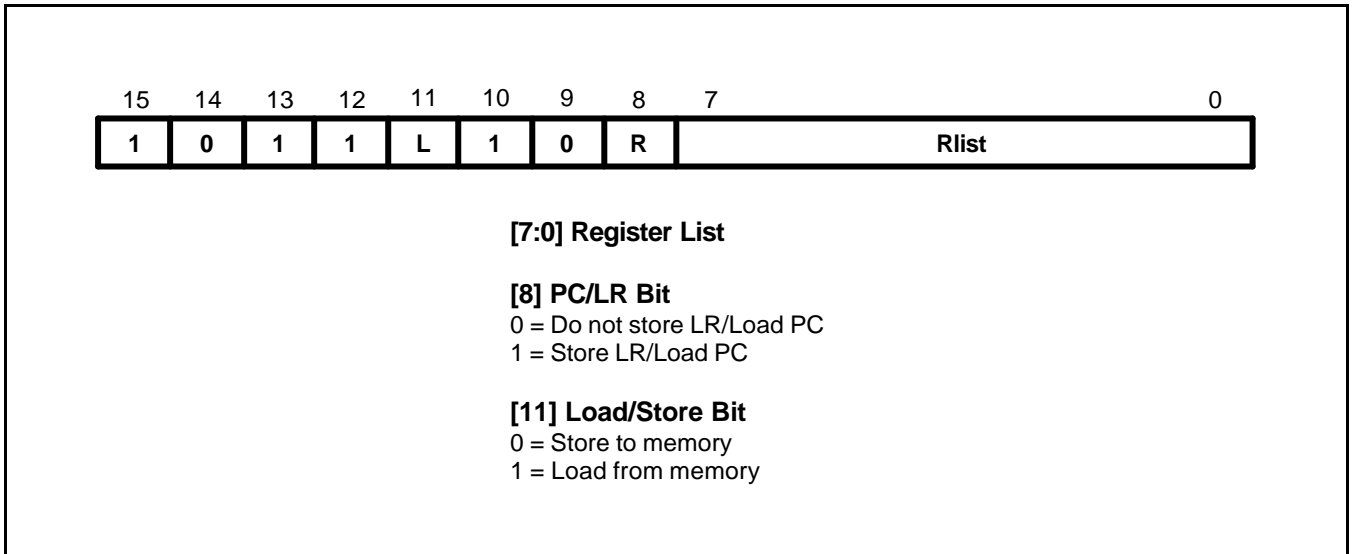 15 14 13 12 11 10 9 8 7 0
1 0 1 1 L 1 0 R Rlist
[7:0] Register List
[8] PC/LR Bit
0 = Do not store LR/Load PC
1 = Store LR/Load PC
[11] Load/Store Bit
0 = Store to memory
1 = Load from memory